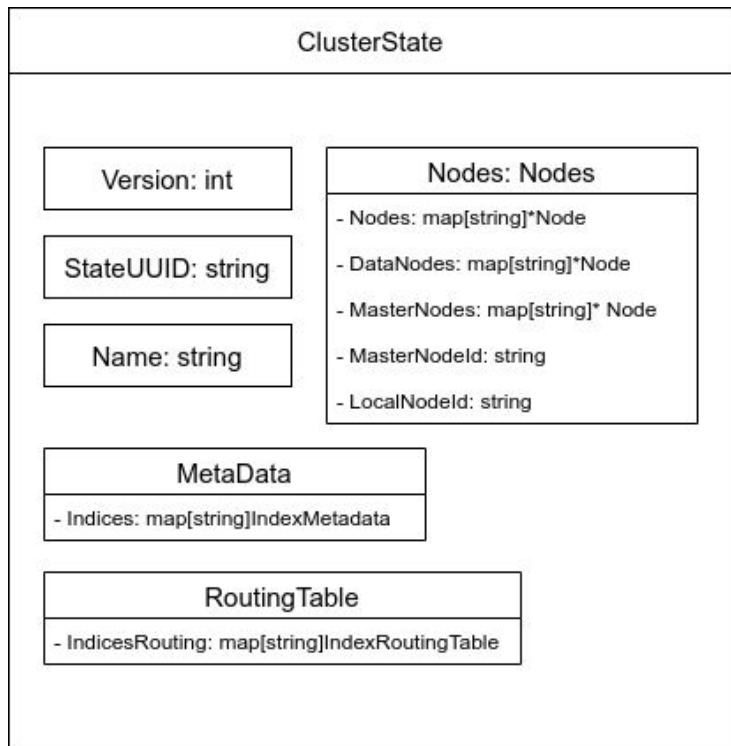 ClusterState
Version: int
StateUUID: string
Name: string
Nodes: Nodes
- Nodes: map[string]*Node
- DataNodes: map[string]*Node
- MasterNodes: map[string]* Node
- MasterNodeId: string
- LocalNodeId: string
MetaData
- Indices: map[string]IndexMetadata
RoutingTable
- IndicesRouting: map[string]IndexRoutingTable